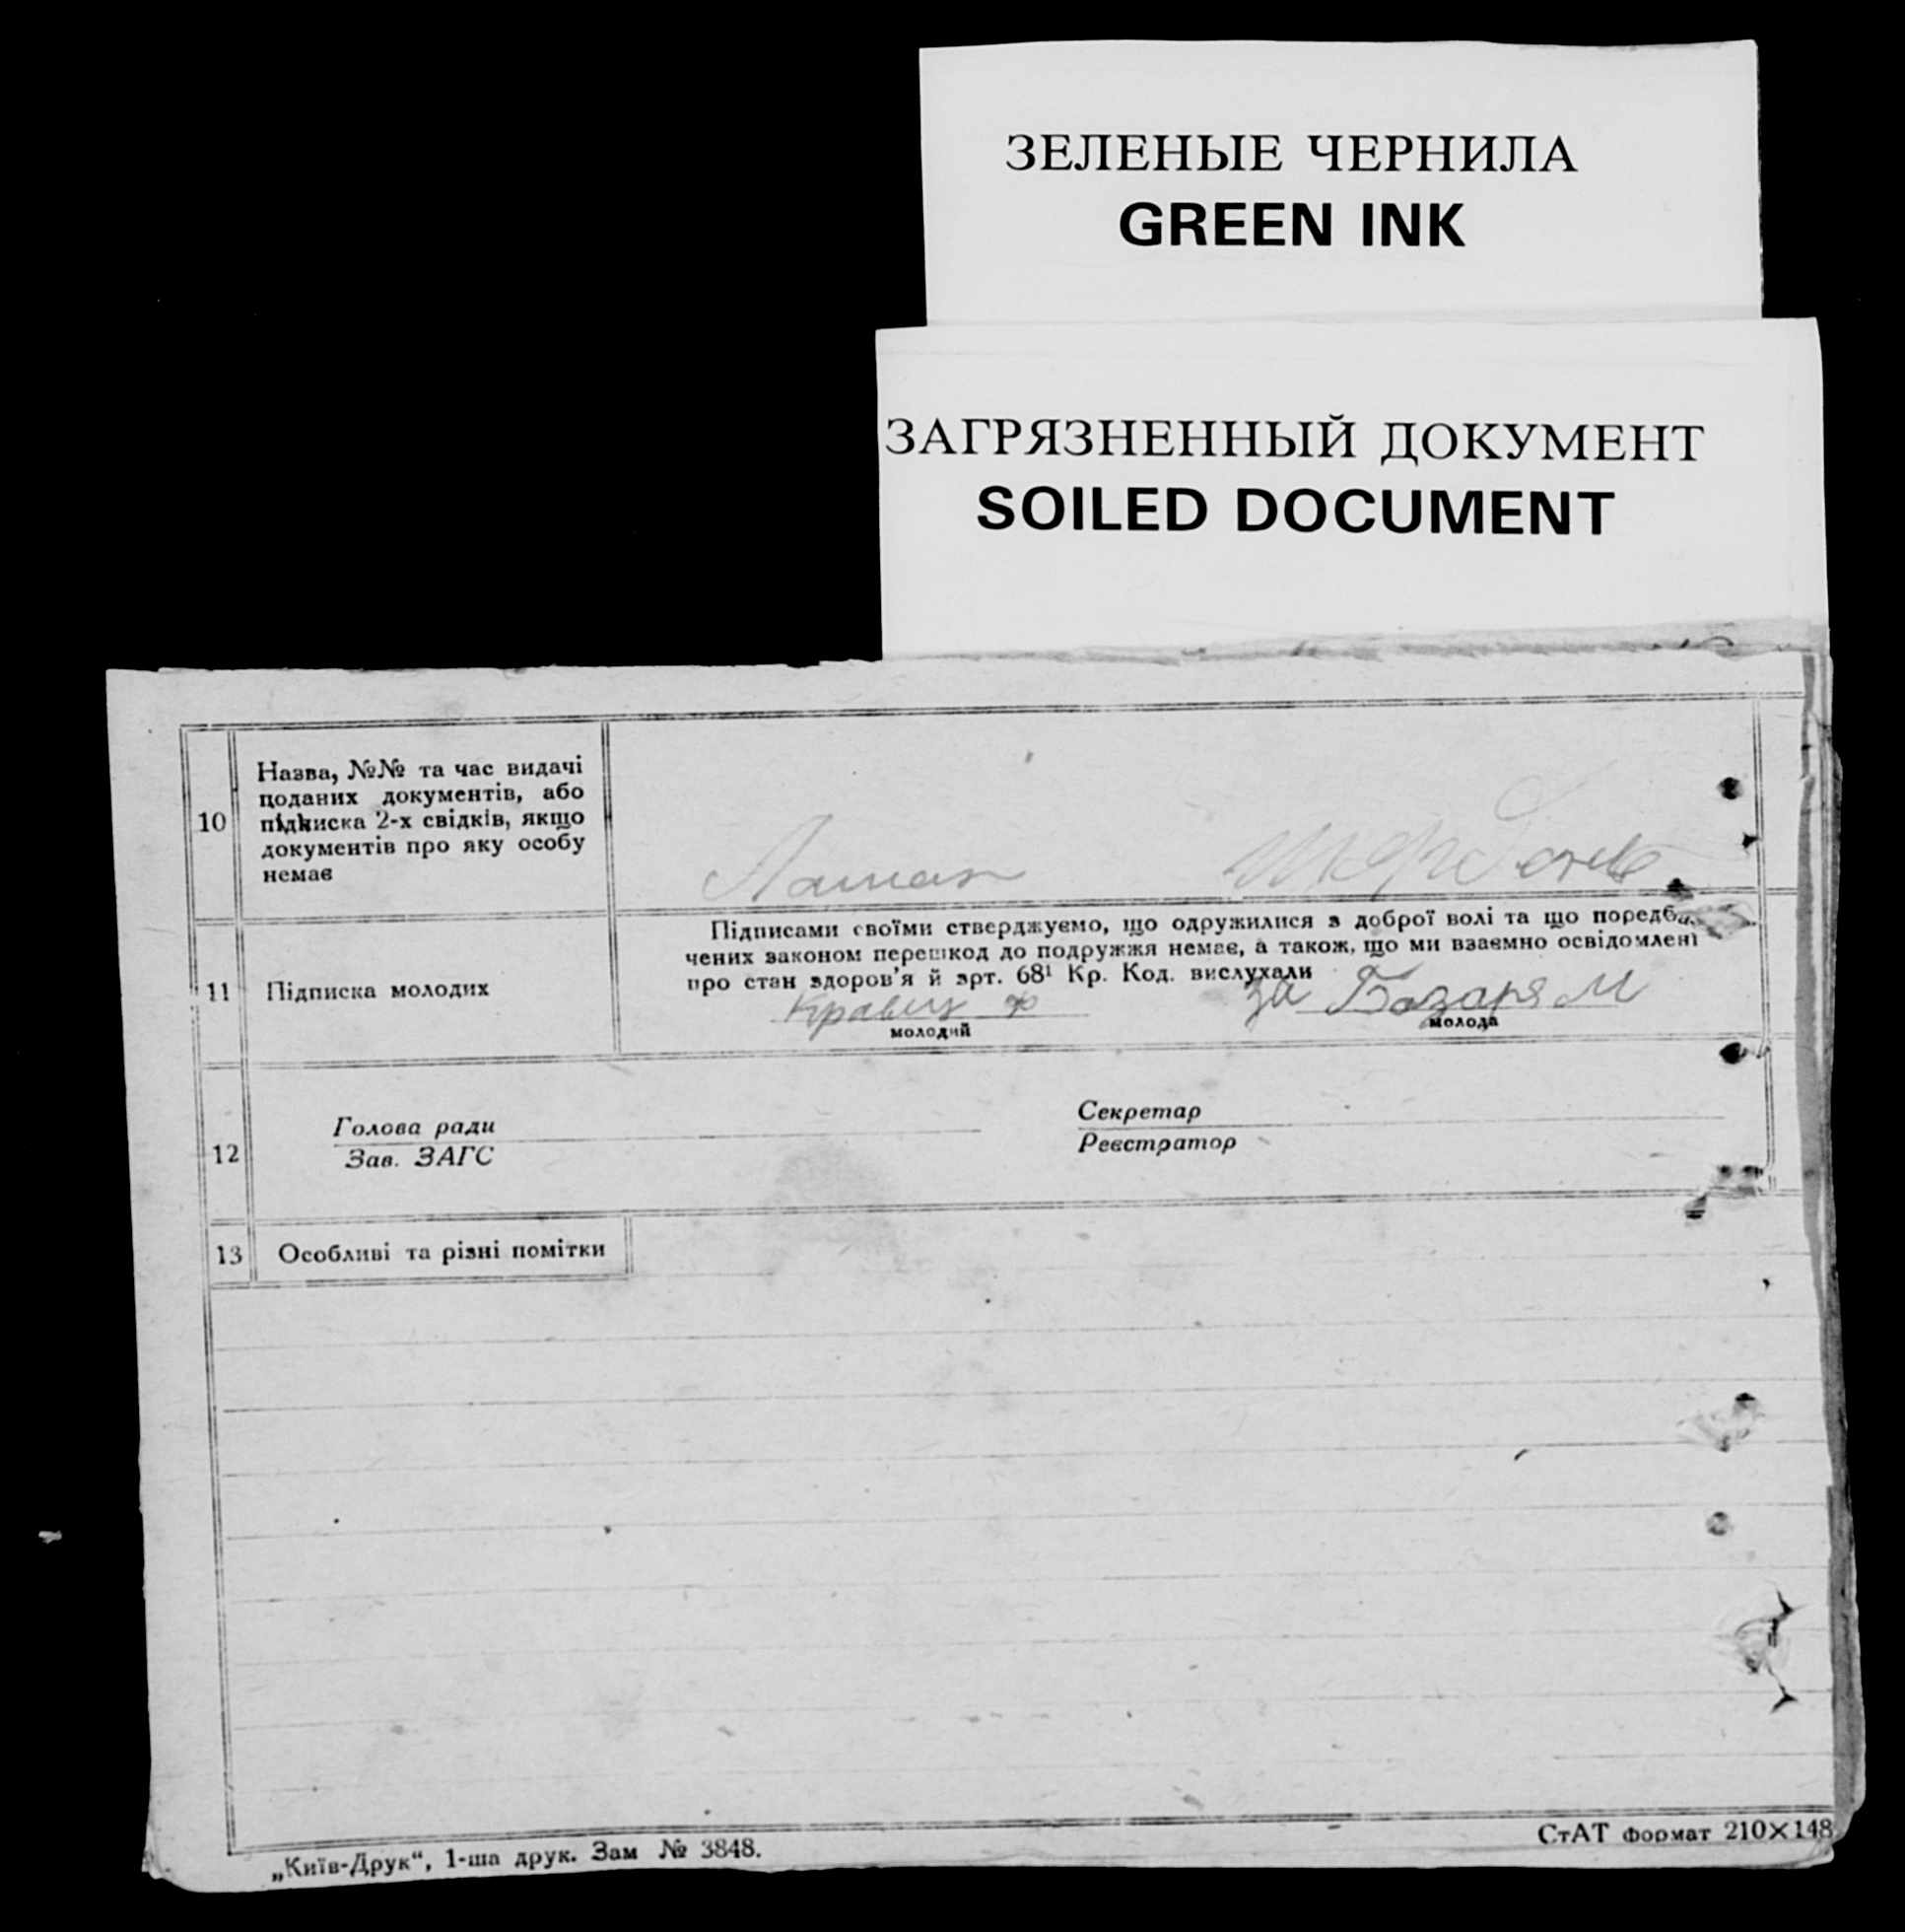 ЗЕЛЕНЫЕ ЧЕРНИЛА
GREEN INK
ЗАГРЯЗНЕННЫЙ ДОКУМЕНТ
SOILED DOCUMENT
10
Назва, №№ та час видачі
поданих документів, або
підписка 2-х свідків, якщо
документів про яку особу
немає
11
Підписка молодих
Підписами своїми стверджуємо, що одружилися з доброї волі та що передба-
чених законом перешкод до подружжя немає, а також, що ми взаємно освідомлені
про стан здоров'я й арт. 68¹ Кр. Код. вислухали
Кравец Ф за Базаря М
молодий молода
12
Голова ради Секретар
Зав. ЗАГС Реєстратор
13 Особливі та різні помітки
„Київ-Друк“, 1-ша друк. Зам № 3848. СтАТ формат 210×148